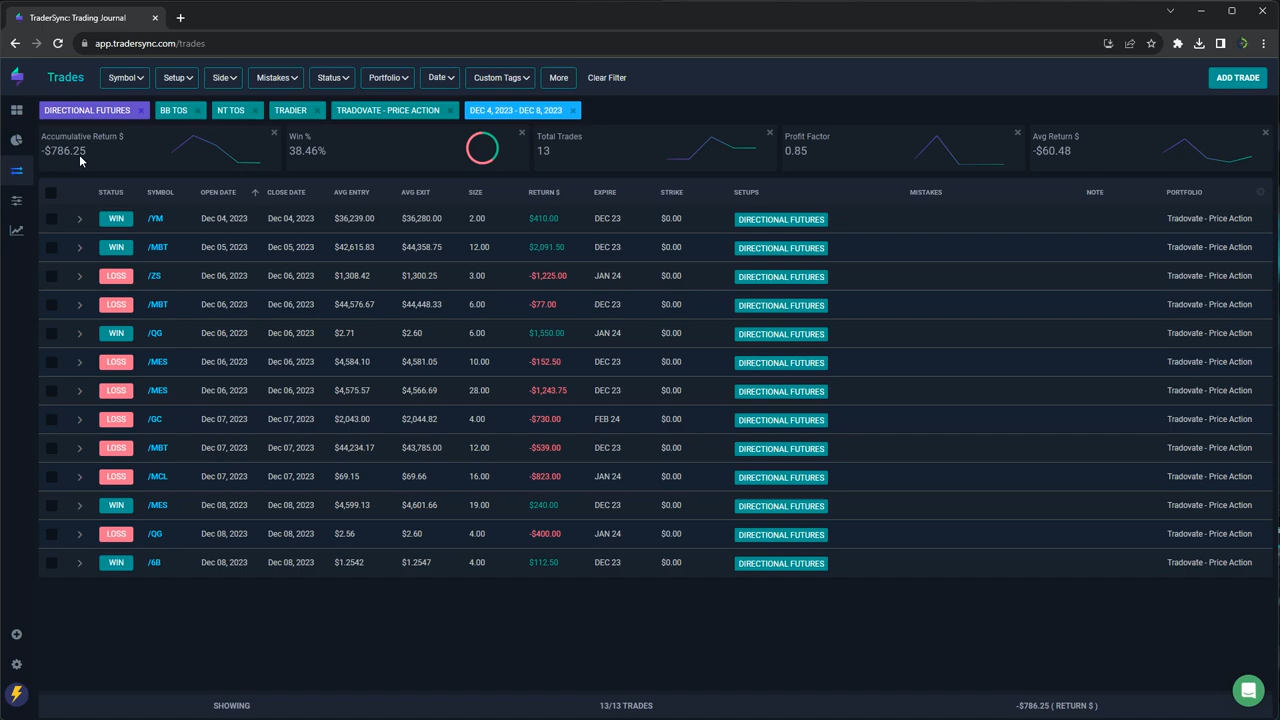 TraderSync: Trading Journal
app.tradersync.com/trades
Trades Symbol Setup Side Mistakes Status Portfolio Date Custom Tags More Clear Filter ADD TRADE
DIRECTIONAL FUTURES BB TOS NT TOS TRADIER TRADOVATE - PRICE ACTION DEC 4, 2023 - DEC 8, 2023
Accumulative Return $ Win % Total Trades Profit Factor Avg Return $
-$786.25 38.46% 13 0.85 -$60.48
STATUS SYMBOL OPEN DATE CLOSE DATE AVG ENTRY AVG EXIT SIZE RETURN $ EXPIRE STRIKE SETUPS MISTAKES NOTE PORTFOLIO
WIN /YM Dec 04, 2023 Dec 04, 2023 $36,239.00 $36,280.00 2.00 $410.00 DEC 23 $0.00 DIRECTIONAL FUTURES Tradovate - Price Action
WIN /MBT Dec 05, 2023 Dec 05, 2023 $42,615.83 $44,358.75 12.00 $2,091.50 DEC 23 $0.00 DIRECTIONAL FUTURES Tradovate - Price Action
LOSS /ZS Dec 06, 2023 Dec 06, 2023 $1,308.42 $1,300.25 3.00 -$1,225.00 JAN 24 $0.00 DIRECTIONAL FUTURES Tradovate - Price Action
LOSS /MBT Dec 06, 2023 Dec 06, 2023 $44,576.67 $44,448.33 6.00 -$77.00 DEC 23 $0.00 DIRECTIONAL FUTURES Tradovate - Price Action
WIN /QG Dec 06, 2023 Dec 06, 2023 $2.71 $2.60 6.00 $1,550.00 JAN 24 $0.00 DIRECTIONAL FUTURES Tradovate - Price Action
LOSS /MES Dec 06, 2023 Dec 06, 2023 $4,584.10 $4,581.05 10.00 -$152.50 DEC 23 $0.00 DIRECTIONAL FUTURES Tradovate - Price Action
LOSS /MES Dec 06, 2023 Dec 06, 2023 $4,575.57 $4,566.69 28.00 -$1,243.75 DEC 23 $0.00 DIRECTIONAL FUTURES Tradovate - Price Action
LOSS /GC Dec 07, 2023 Dec 07, 2023 $2,043.00 $2,044.82 4.00 -$730.00 FEB 24 $0.00 DIRECTIONAL FUTURES Tradovate - Price Action
LOSS /MBT Dec 07, 2023 Dec 07, 2023 $44,234.17 $43,785.00 12.00 -$539.00 DEC 23 $0.00 DIRECTIONAL FUTURES Tradovate - Price Action
LOSS /MCL Dec 07, 2023 Dec 07, 2023 $69.15 $69.66 16.00 -$823.00 JAN 24 $0.00 DIRECTIONAL FUTURES Tradovate - Price Action
WIN /MES Dec 08, 2023 Dec 08, 2023 $4,599.13 $4,601.66 19.00 $240.00 DEC 23 $0.00 DIRECTIONAL FUTURES Tradovate - Price Action
LOSS /QG Dec 08, 2023 Dec 08, 2023 $2.56 $2.60 4.00 -$400.00 JAN 24 $0.00 DIRECTIONAL FUTURES Tradovate - Price Action
WIN /6B Dec 08, 2023 Dec 08, 2023 $1.2542 $1.2547 4.00 $112.50 DEC 23 $0.00 DIRECTIONAL FUTURES Tradovate - Price Action
SHOWING 13/13 TRADES -$786.25 ( RETURN $ )